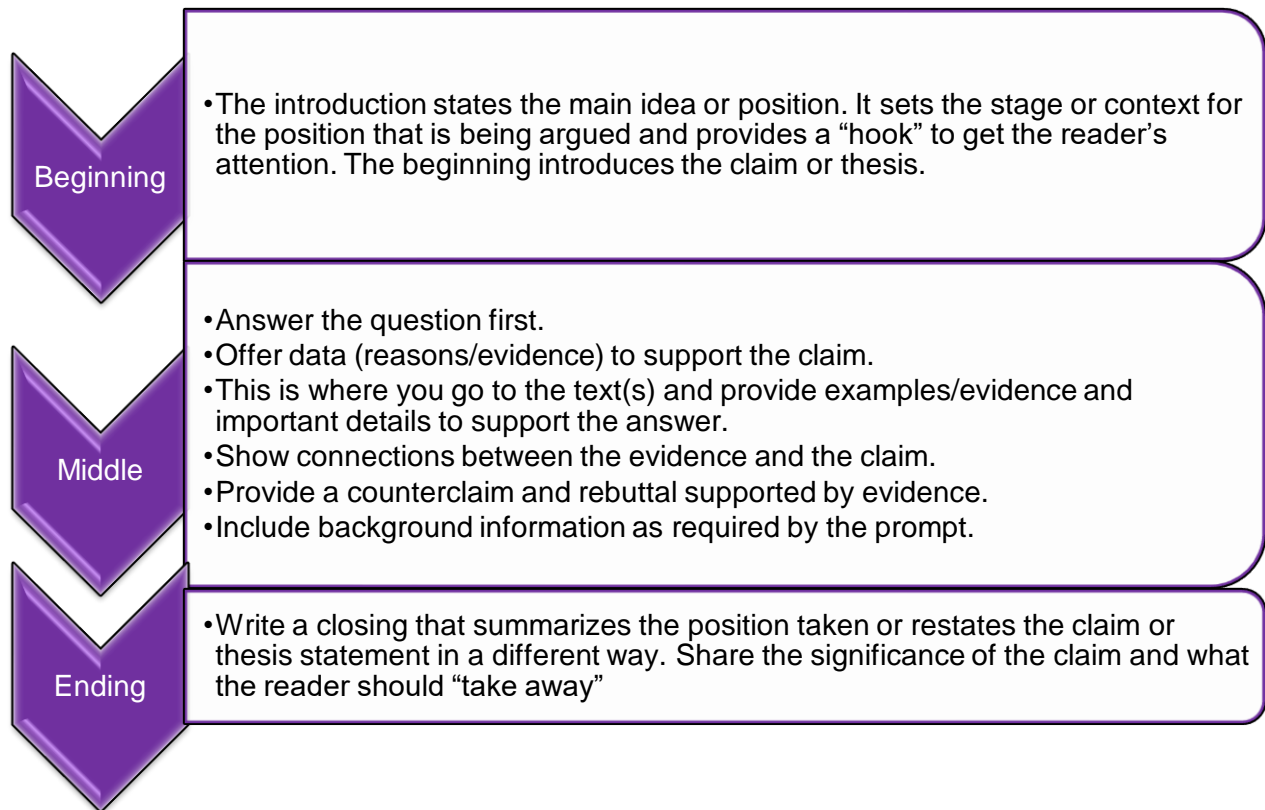 Beginning
•The introduction states the main idea or position. It sets the stage or context for
the position that is being argued and provides a “hook” to get the reader’s
attention. The beginning introduces the claim or thesis.
Middle
•Answer the question first.
•Offer data (reasons/evidence) to support the claim.
•This is where you go to the text(s) and provide examples/evidence and
important details to support the answer.
•Show connections between the evidence and the claim.
•Provide a counterclaim and rebuttal supported by evidence.
•Include background information as required by the prompt.
Ending
•Write a closing that summarizes the position taken or restates the claim or
thesis statement in a different way. Share the significance of the claim and what
the reader should “take away”